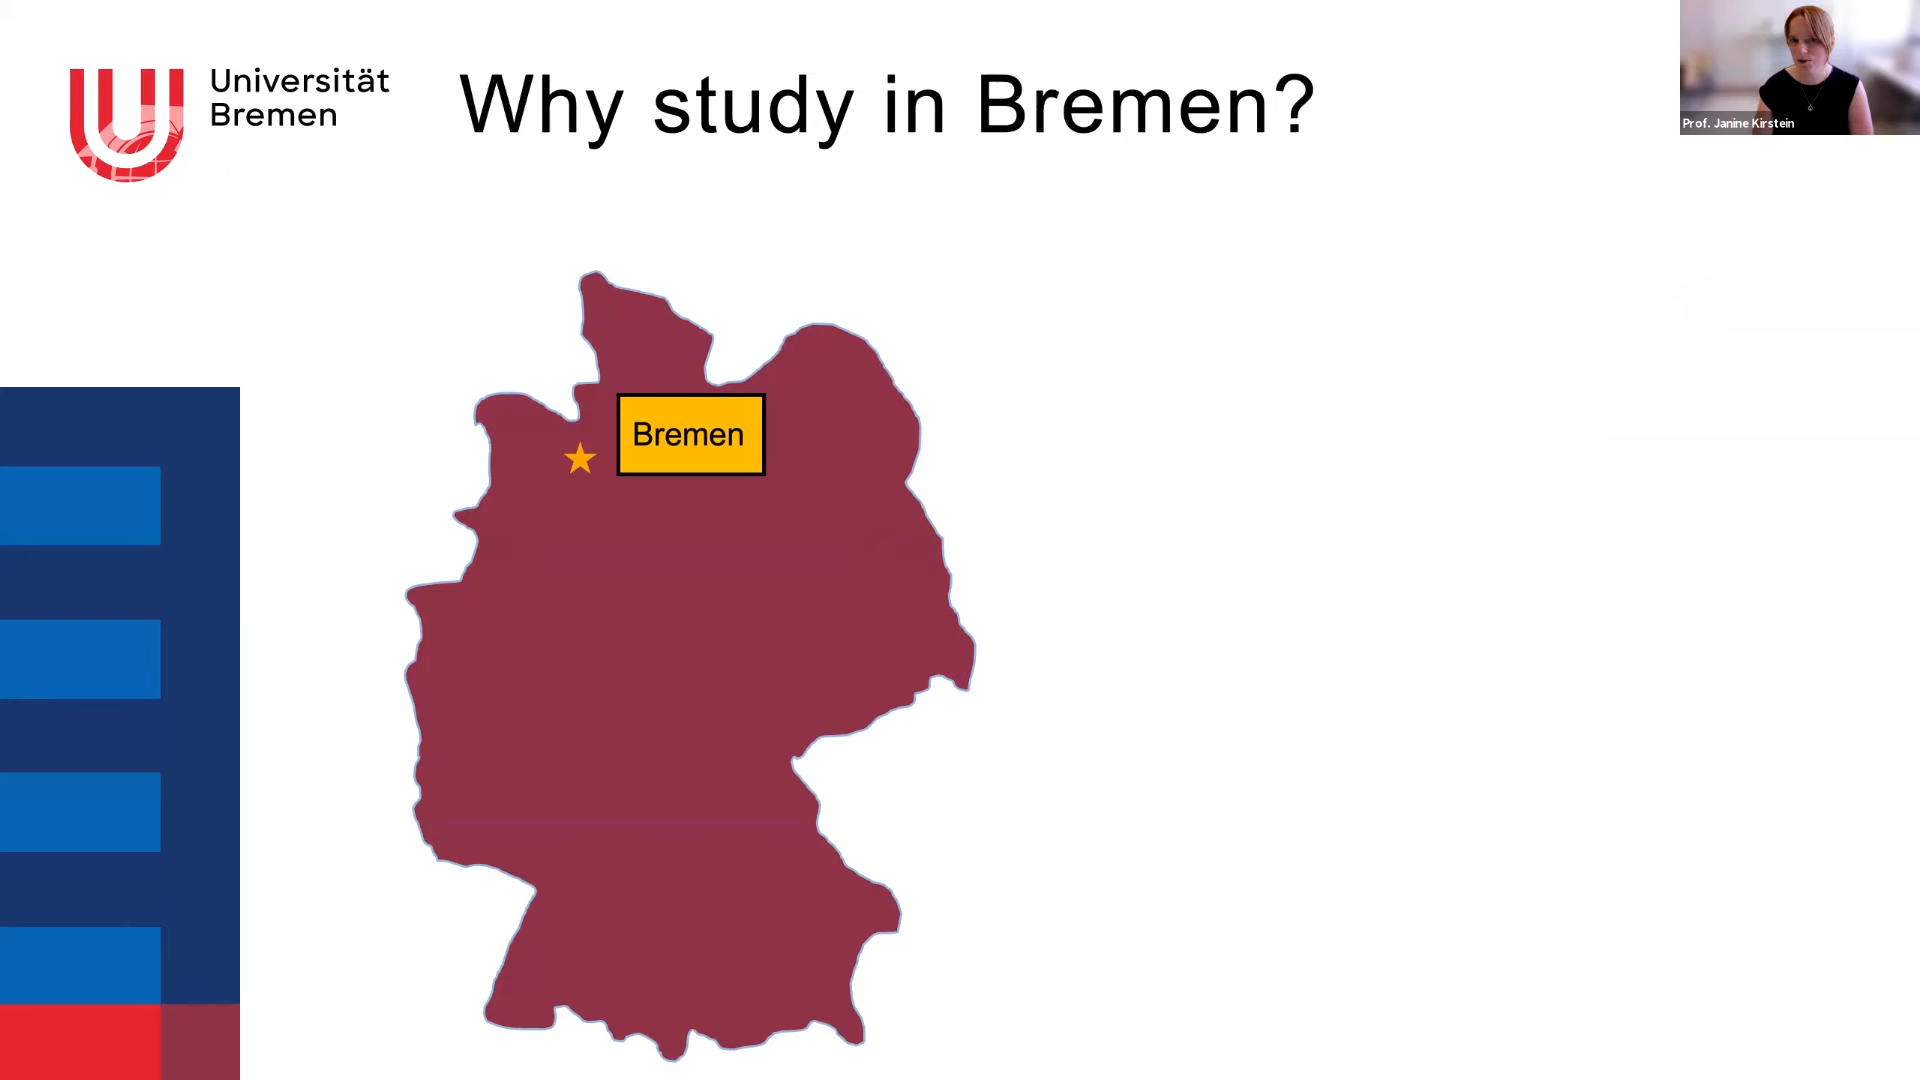 Universität
Bremen
Why study in Bremen?
Prof. Janine Kirstein
Bremen